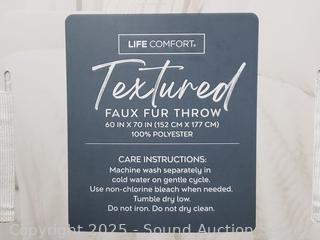 LIFE COMFORT®
Textured
FAUX FUR THROW
60 IN X 70 IN (152 CM X 177 CM)
100% POLYESTER
CARE INSTRUCTIONS:
Machine wash separately in
cold water on gentle cycle.
Use non-chlorine bleach when needed.
Tumble dry low.
Do not iron. Do not dry clean.
Copyright 2025 - Sound Auction